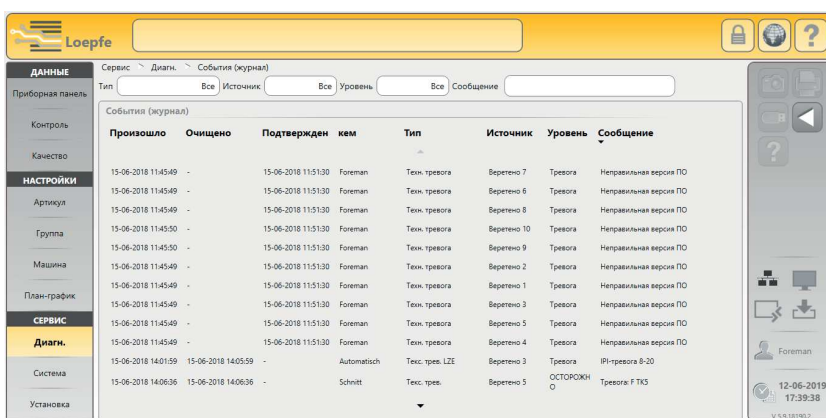 Loepfe
?
ДАННЫЕ
Приборная панель
Контроль
Качество
НАСТРОЙКИ
Артикул
Группа
Машина
План-график
СЕРВИС
Диагн.
Система
Установка
Сервис Диагн. События (журнал)
Тип Все Источник Все Уровень Все Сообщение
События (журнал)
Произошло Очищено Подтвержден кем Тип Источник Уровень Сообщение
15-06-2018 11:45:49 - 15-06-2018 11:51:30 Foreman Техн. тревога Веретено 7 Тревога Неправильная версия ПО
15-06-2018 11:45:49 - 15-06-2018 11:51:30 Foreman Техн. тревога Веретено 6 Тревога Неправильная версия ПО
15-06-2018 11:45:49 - 15-06-2018 11:51:30 Foreman Техн. тревога Веретено 8 Тревога Неправильная версия ПО
15-06-2018 11:45:50 - 15-06-2018 11:51:30 Foreman Техн. тревога Веретено 10 Тревога Неправильная версия ПО
15-06-2018 11:45:50 - 15-06-2018 11:51:30 Foreman Техн. тревога Веретено 9 Тревога Неправильная версия ПО
15-06-2018 11:45:49 - 15-06-2018 11:51:30 Foreman Техн. тревога Веретено 2 Тревога Неправильная версия ПО
15-06-2018 11:45:49 - 15-06-2018 11:51:30 Foreman Техн. тревога Веретено 1 Тревога Неправильная версия ПО
15-06-2018 11:45:49 - 15-06-2018 11:51:30 Foreman Техн. тревога Веретено 3 Тревога Неправильная версия ПО
15-06-2018 11:45:49 - 15-06-2018 11:51:30 Foreman Техн. тревога Веретено 5 Тревога Неправильная версия ПО
15-06-2018 11:45:49 - 15-06-2018 11:51:30 Foreman Техн. тревога Веретено 4 Тревога Неправильная версия ПО
15-06-2018 14:01:59 15-06-2018 14:05:59 - Automatisch Текс. трев. LZE Веретено 3 Тревога IPI-тревога 8-20
15-06-2018 14:06:36 15-06-2018 14:06:36 - Schnitt Текс. трев. Веретено 5 ОСТОРОЖН Тревога: F TK5
О
?
Foreman
12-06-2019
17:39:38